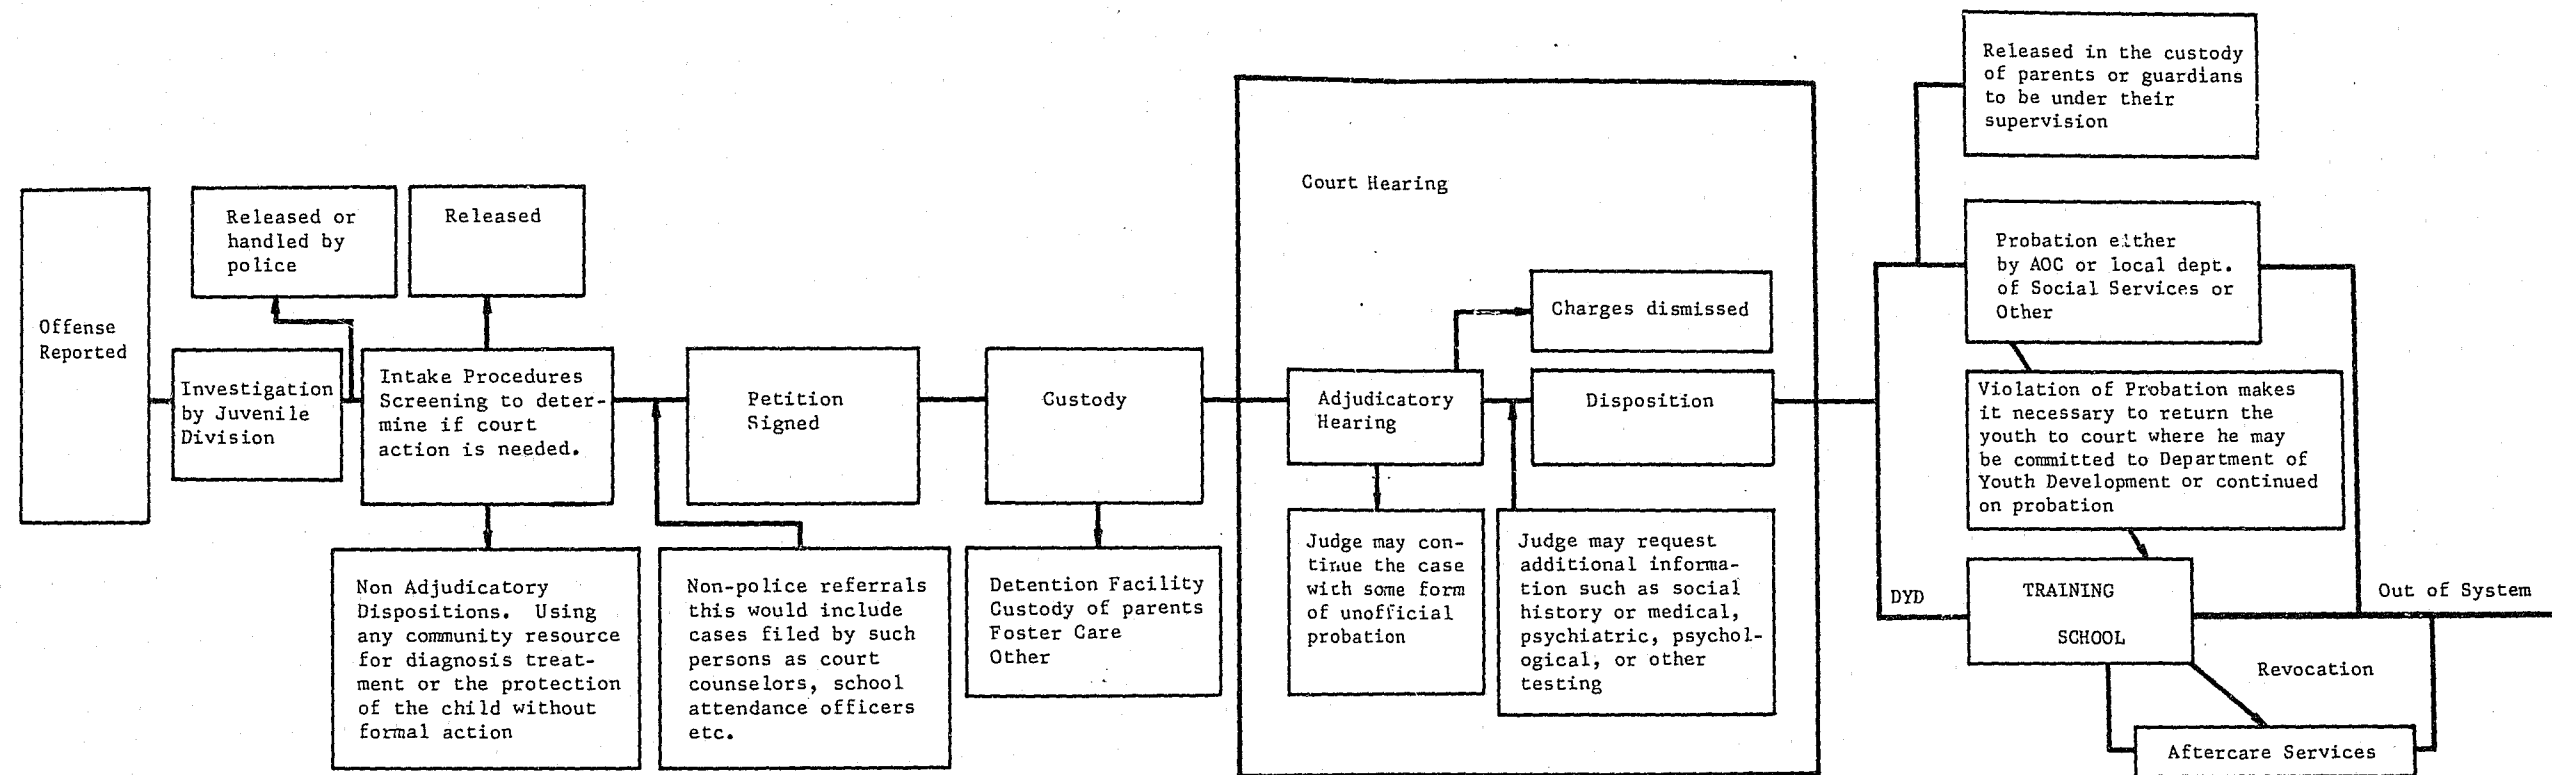 Offense
Reported
Released or
handled by
police
Released
Investigation
by Juvenile
Division
Intake Procedures
Screening to deter-
mine if court
action is needed.
Non Adjudicatory
Dispositions. Using
any community resource
for diagnosis treat-
ment or the protection
of the child without
formal action
Non-police referrals
this would include
cases filed by such
persons as court
counselors, school
attendance officers
etc.
Petition
Signed
Custody
Detention Facility
Custody of parents
Foster Care
Other
Court Hearing
Charges dismissed
Adjudicatory
Hearing
Disposition
Judge may con-
tinue the case
with some form
of unofficial
probation
Judge may request
additional informa-
tion such as social
history or medical,
psychiatric, psychol-
ogical, or other
testing
Released in the custody
of parents or guardians
to be under their
supervision
Probation either
by AOC or local dept.
of Social Services or
Other
Violation of Probation makes
it necessary to return the
youth to court where he may
be committed to Department of
Youth Development or continued
on probation
DYD
TRAINING
SCHOOL
Out of System
Revocation
Aftercare Services